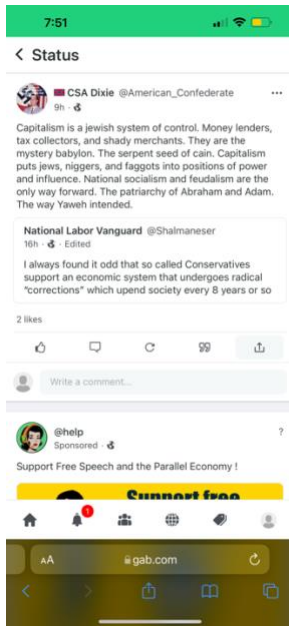 7:51
Status
CSA Dixie @American_Confederate
9h ·
Capitalism is a jewish system of control. Money lenders,
tax collectors, and shady merchants. They are the
mystery babylon. The serpent seed of cain. Capitalism
puts jews, niggers, and faggots into positions of power
and influence. National socialism and feudalism are the
only way forward. The patriarchy of Abraham and Adam.
The way Yaweh intended.
National Labor Vanguard @Shalmaneser
16h · Edited
I always found it odd that so called Conservatives
support an economic system that undergoes radical
"corrections" which upend society every 8 years or so
2 likes
Write a comment...
@help
Sponsored ·
?
Support Free Speech and the Parallel Economy !
Support free
1
AA
gab.com